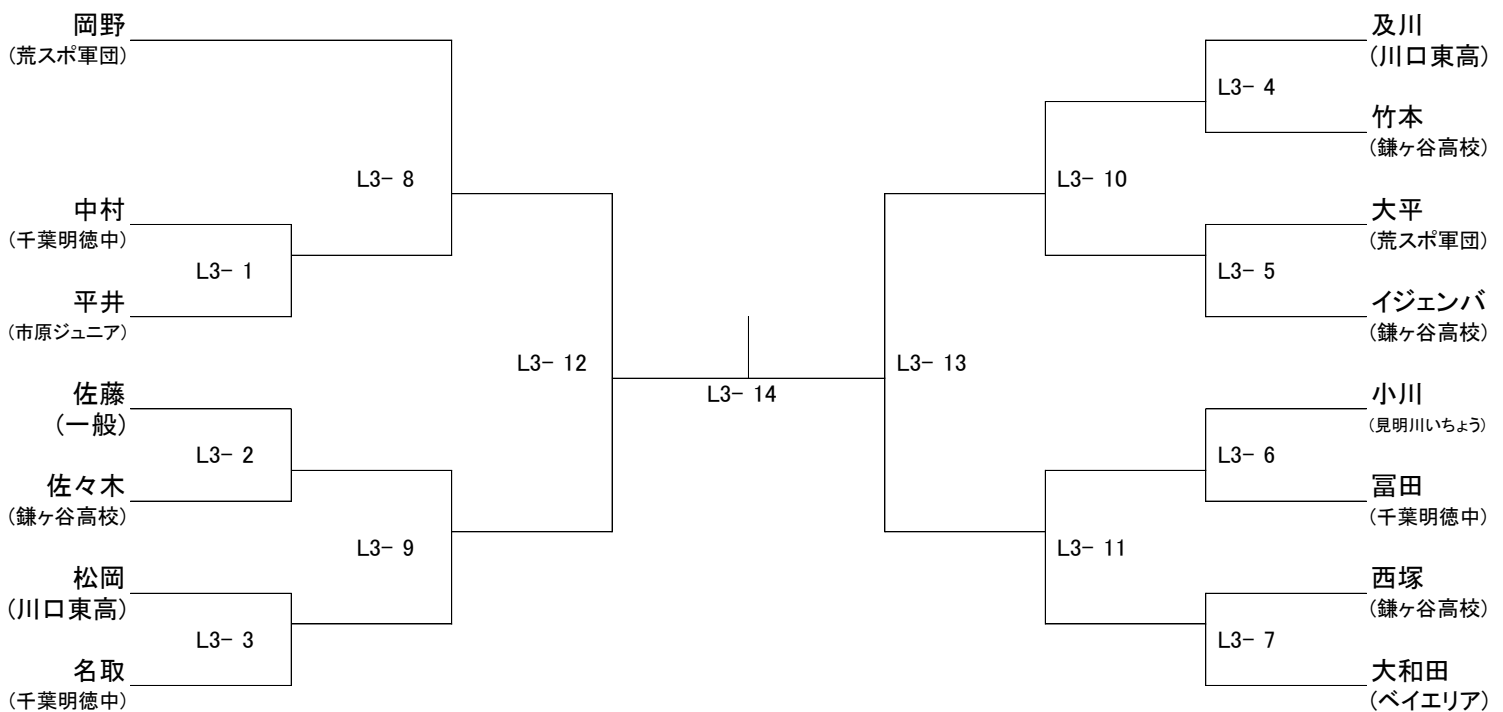 岡野
(荒スポ軍団)
L3- 8
中村
(千葉明徳中)
L3- 1
平井
(市原ジュニア)
L3- 12
佐藤
(一般)
L3- 2
佐々木
(鎌ヶ谷高校)
L3- 9
松岡
(川口東高)
L3- 3
名取
(千葉明徳中)
L3- 14
及川
(川口東高)
L3- 4
竹本
(鎌ヶ谷高校)
L3- 10
大平
(荒スポ軍団)
L3- 5
イジェンバ
(鎌ヶ谷高校)
L3- 13
小川
(見明川いちょう)
L3- 6
冨田
(千葉明徳中)
L3- 11
西塚
(鎌ヶ谷高校)
L3- 7
大和田
(ベイエリア)